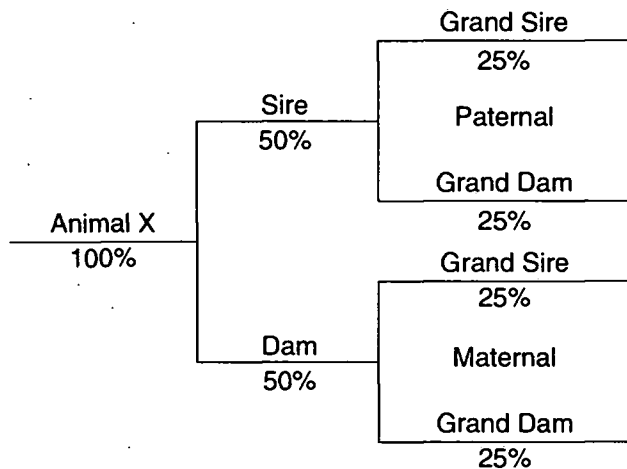 Grand Sire
25%
Sire
50%
Paternal
Grand Dam
25%
Animal X
100%
Grand Sire
25%
Dam
50%
Maternal
Grand Dam
25%